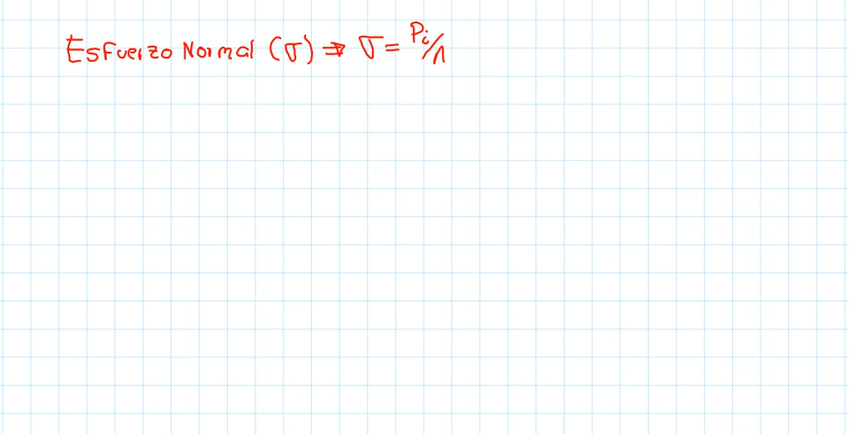 Esfuerzo Normal (σ) → σ = Pi/